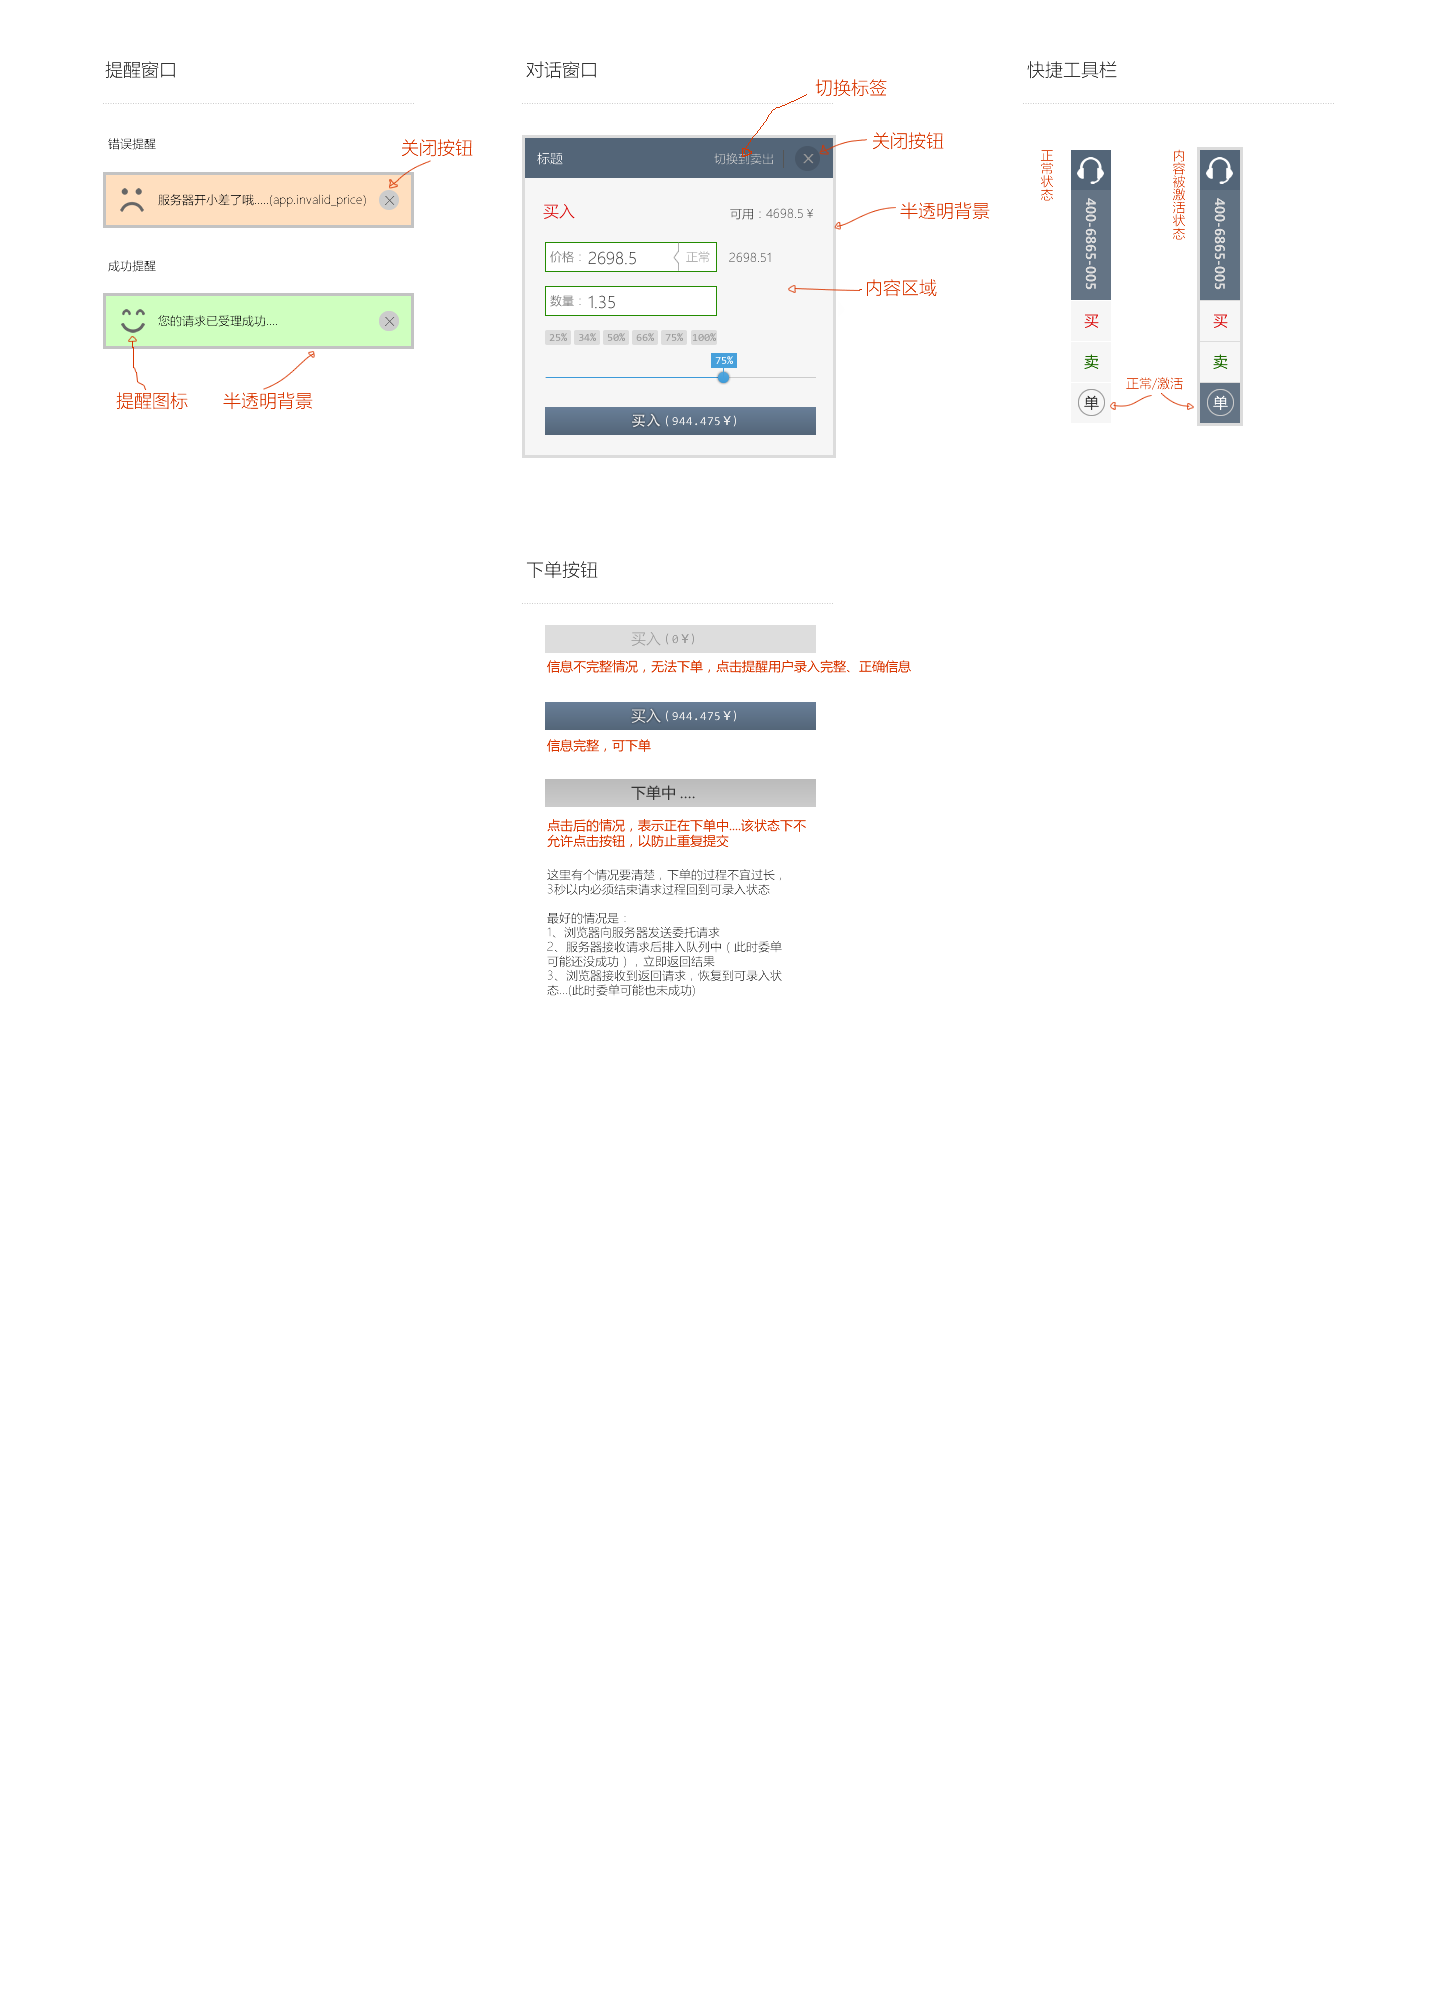 提醒窗口
错误提醒
关闭按钮
服务器开小差了哦.....(app.invalid_price)
成功提醒
您的请求已受理成功....
提醒图标
半透明背景
对话窗口
切换标签
标题
切换到卖出
关闭按钮
买入
可用：4698.5 ¥
半透明背景
价格： 2698.5 正常
2698.51
内容区域
数量： 1.35
25% 34% 50% 66% 75% 100%
75%
买入 (944.475¥)
快捷工具栏
正常状态
400-6865-005
买
卖
单
内容被激活状态
400-6865-005
买
卖
单
正常/激活
下单按钮
买入 (0¥)
信息不完整情况，无法下单，点击提醒用户录入完整、正确信息
买入 (944.475¥)
信息完整，可下单
下单中 ....
点击后的情况，表示正在下单中....该状态下不
允许点击按钮，以防止重复提交
这里有个情况要清楚，下单的过程不宜过长，
3秒以内必须结束请求过程回到可录入状态
最好的情况是：
1、浏览器向服务器发送委托请求
2、服务器接收请求后排入队列中（此时委单
可能还没成功），立即返回结果
3、浏览器接收到返回请求，恢复到可录入状
态...(此时委单可能也未成功)